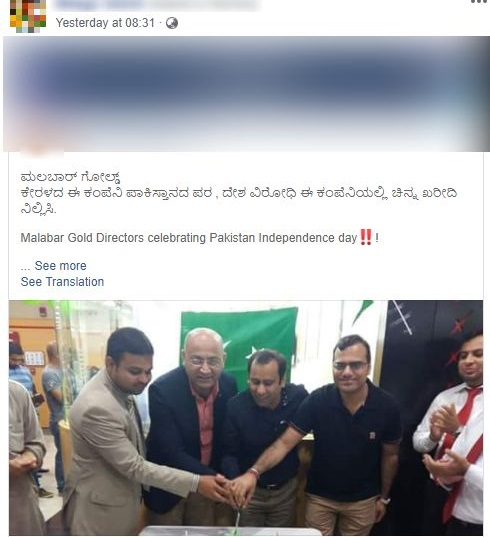 Yesterday at 08:31 ·
ಮಲಬಾರ್ ಗೋಲ್ಡ್
ಕೇರಳದ ಈ ಕಂಪೆನಿ ಪಾಕಿಸ್ತಾನದ ಪರ , ದೇಶ ವಿರೋಧಿ ಈ ಕಂಪೆನಿಯಲ್ಲಿ ಚಿನ್ನ ಖರೀದಿ
ನಿಲ್ಲಿಸಿ.
Malabar Gold Directors celebrating Pakistan Independence day‼️!
... See more
See Translation